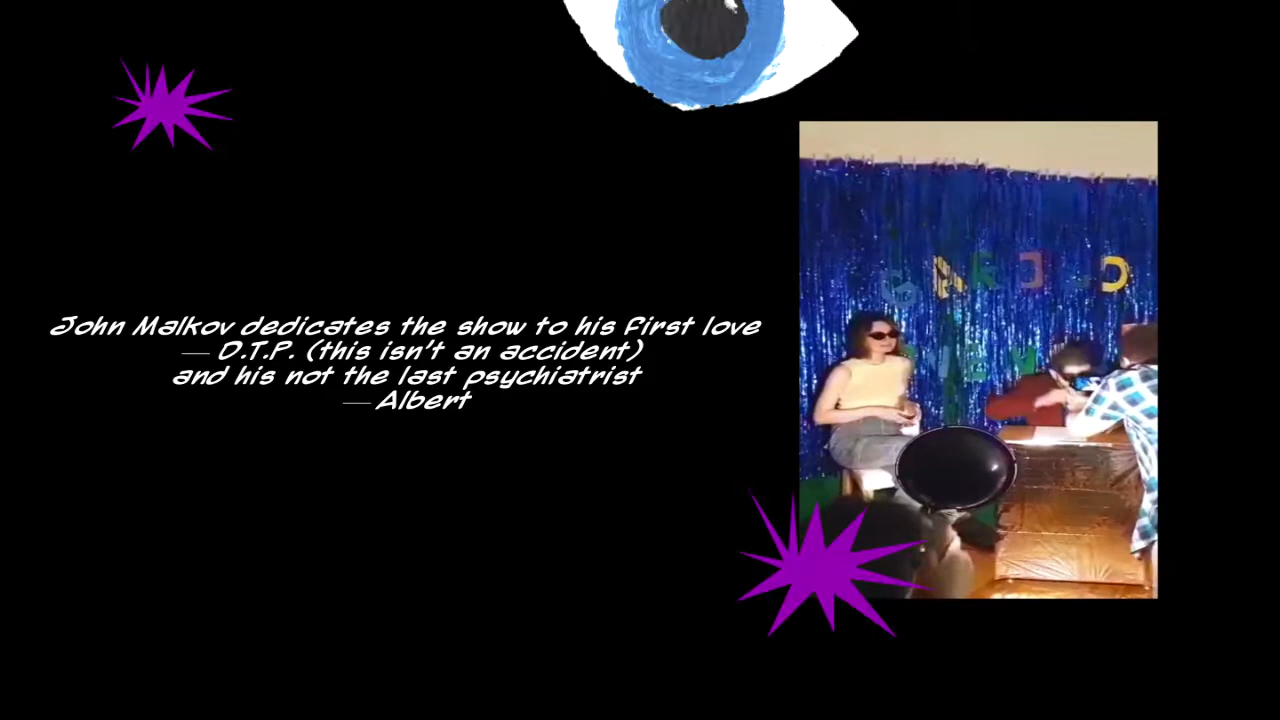 John Malkov dedicates the show to his first love
— D.T.P. (this isn't an accident)
and his not the last psychiatrist
— Albert